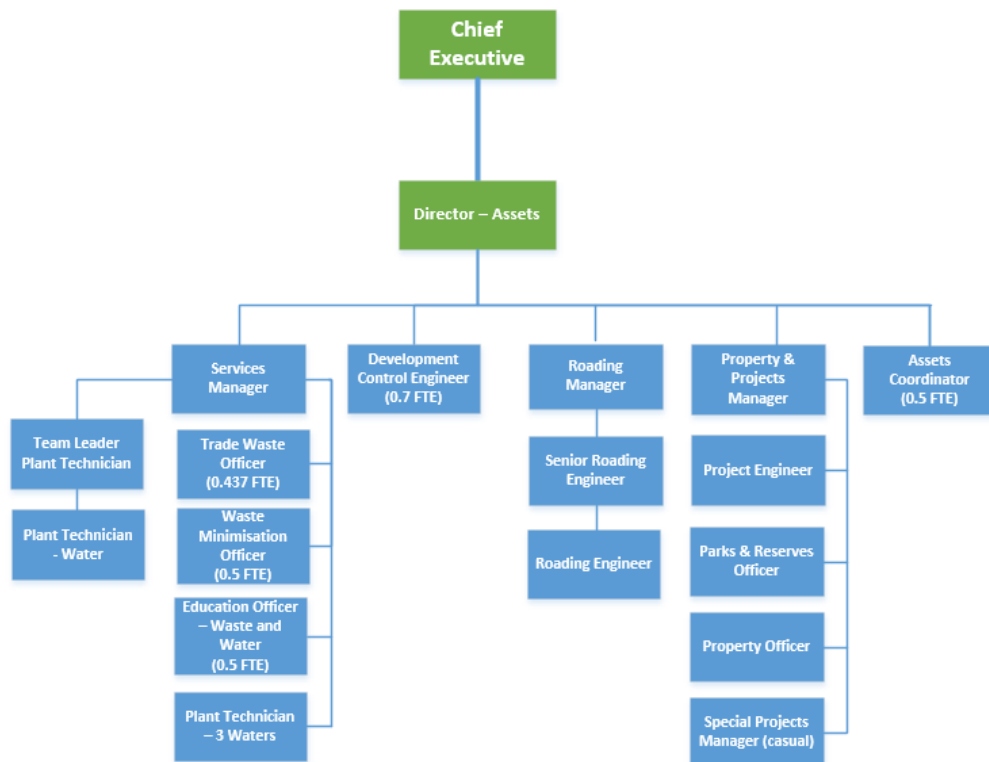 Chief
Executive
Director – Assets
Services
Manager
Development
Control Engineer
(0.7 FTE)
Roading
Manager
Property &
Projects
Manager
Assets
Coordinator
(0.5 FTE)
Team Leader
Plant Technician
Plant Technician
- Water
Trade Waste
Officer
(0.437 FTE)
Waste
Minimisation
Officer
(0.5 FTE)
Education Officer
– Waste and
Water
(0.5 FTE)
Plant Technician
– 3 Waters
Senior Roading
Engineer
Roading Engineer
Project Engineer
Parks & Reserves
Officer
Property Officer
Special Projects
Manager (casual)